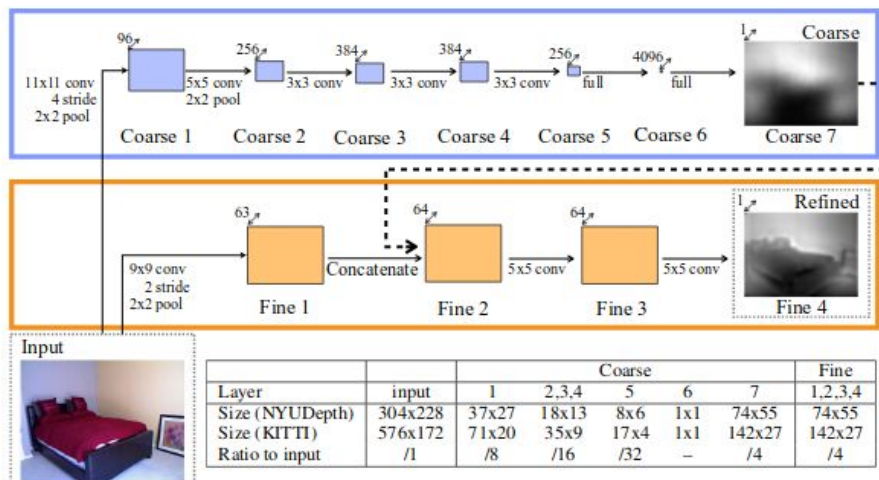 96
256
384
384
256
4096
1
Coarse
11x11 conv
4 stride
2x2 pool
5x5 conv
2x2 pool
3x3 conv
3x3 conv
3x3 conv
full
full
Coarse 1
Coarse 2
Coarse 3
Coarse 4
Coarse 5
Coarse 6
Coarse 7
63
64
64
1
Refined
9x9 conv
2 stride
2x2 pool
Concatenate
5x5 conv
5x5 conv
Fine 1
Fine 2
Fine 3
Fine 4
Input
Coarse Fine
Layer input 1 2,3,4 5 6 7 1,2,3,4
Size (NYUDepth) 304x228 37x27 18x13 8x6 1x1 74x55 74x55
Size (KITTI) 576x172 71x20 35x9 17x4 1x1 142x27 142x27
Ratio to input /1 /8 /16 /32 – /4 /4